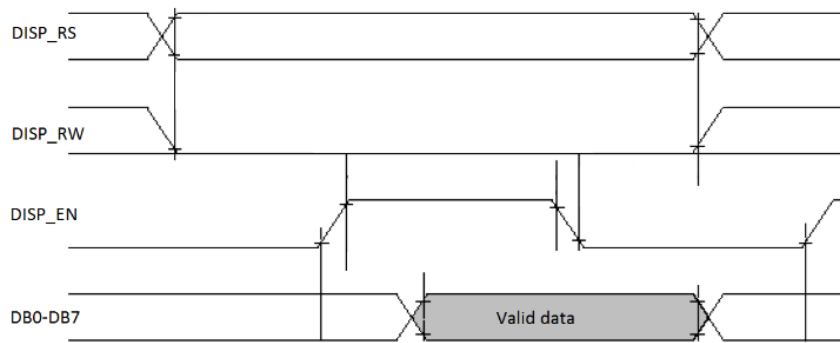 DISP_RS
DISP_RW
DISP_EN
DB0-DB7
Valid data